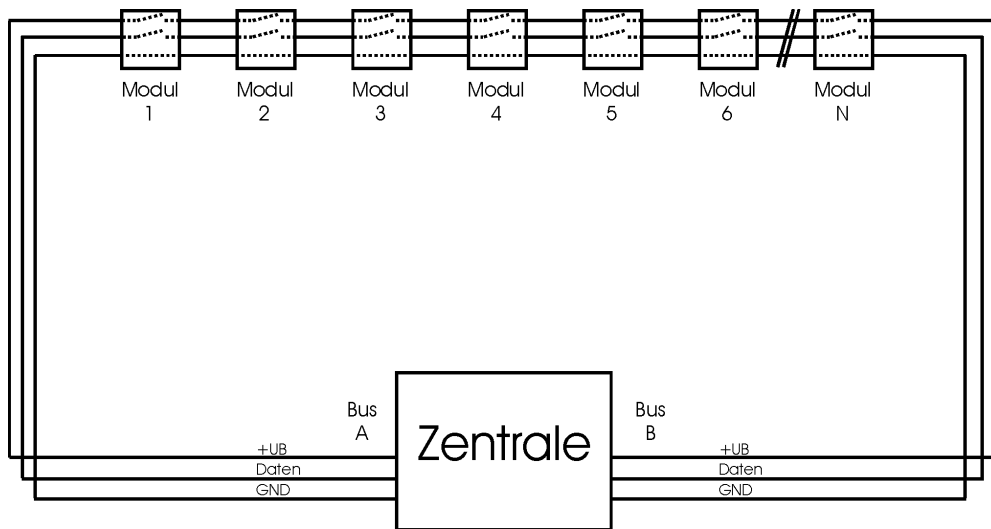 Modul
1
Modul
2
Modul
3
Modul
4
Modul
5
Modul
6
Modul
N
Bus
A
Zentrale
Bus
B
+UB
Daten
GND
+UB
Daten
GND